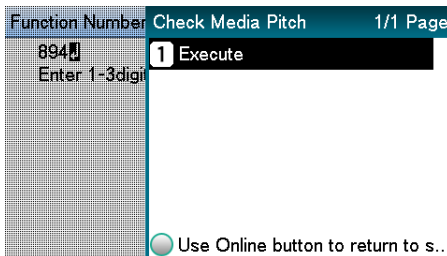 Function Number
894
Enter 1-3digi
Check Media Pitch 1/1 Page
1 Execute
Use Online button to return to s..